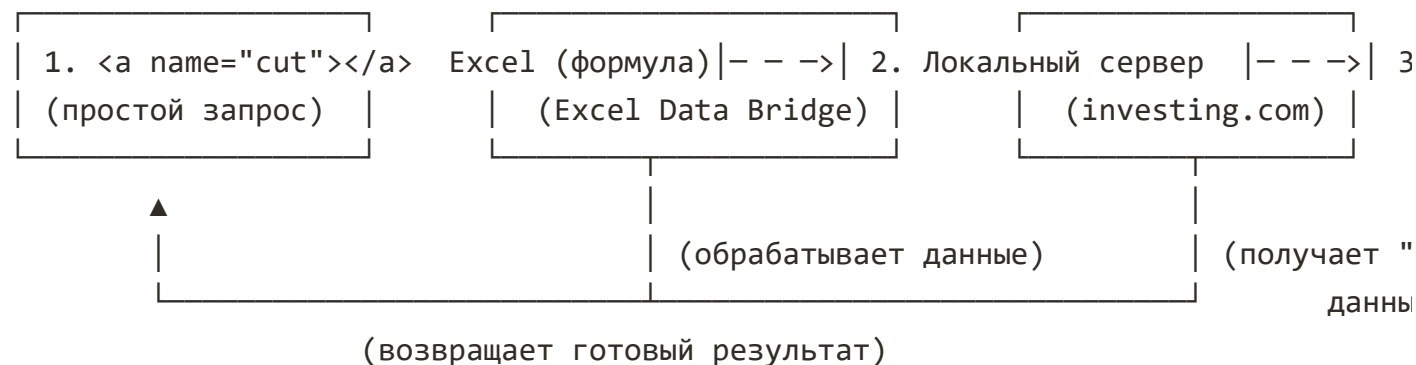 1. <a name="cut"></a> Excel (формула) — — —> 2. Локальный сервер — — —> 3
(простой запрос) (Excel Data Bridge) (investing.com)
(обрабатывает данные) (получает "
данны
(возвращает готовый результат)